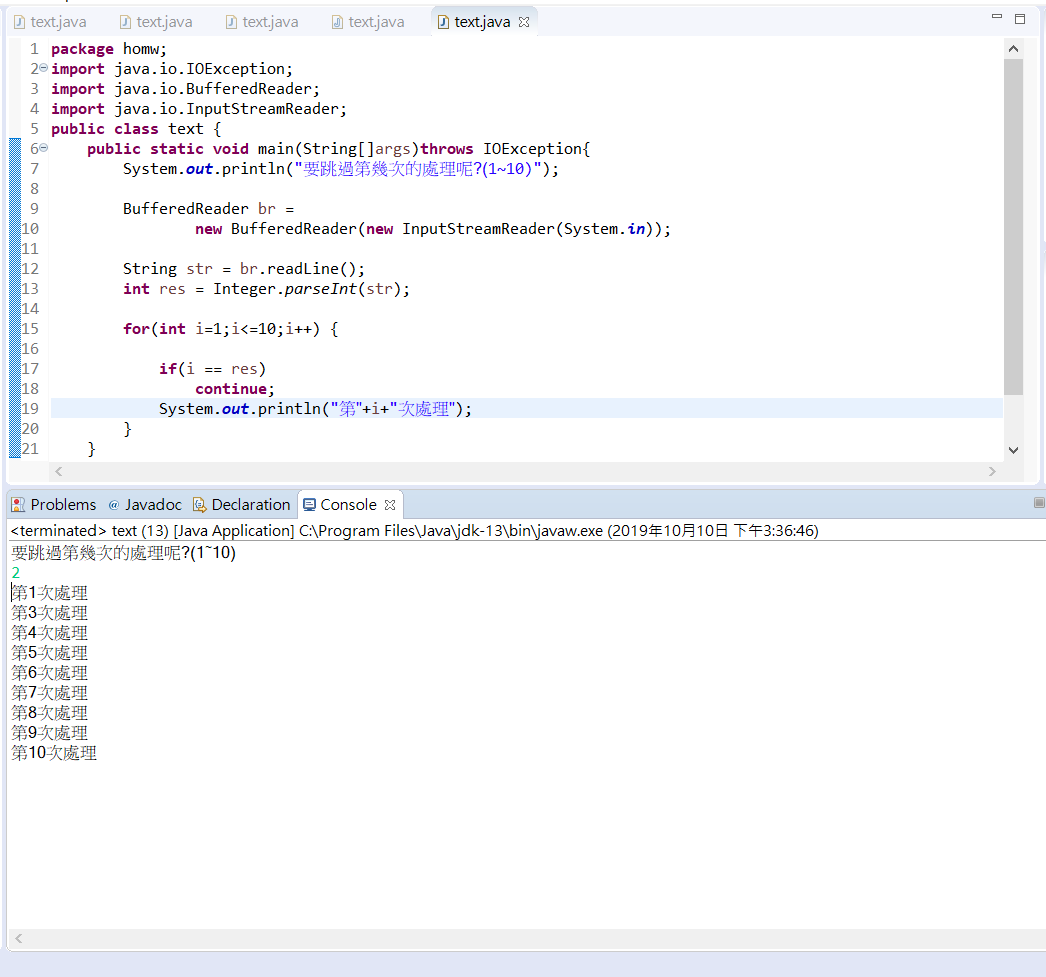 text.java text.java text.java text.java text.java
1 package homw;
2 import java.io.IOException;
3 import java.io.BufferedReader;
4 import java.io.InputStreamReader;
5 public class text {
6 public static void main(String[]args)throws IOException{
7 System.out.println("要跳過第幾次的處理呢?(1~10)");
8
9 BufferedReader br =
10 new BufferedReader(new InputStreamReader(System.in));
11
12 String str = br.readLine();
13 int res = Integer.parseInt(str);
14
15 for(int i=1;i<=10;i++) {
16
17 if(i == res)
18 continue;
19 System.out.println("第"+i+"次處理");
20 }
21 }
Problems @ Javadoc Declaration Console
<terminated> text (13) [Java Application] C:\Program Files\Java\jdk-13\bin\javaw.exe (2019年10月10日 下午3:36:46)
要跳過第幾次的處理呢?(1~10)
2
第1次處理
第3次處理
第4次處理
第5次處理
第6次處理
第7次處理
第8次處理
第9次處理
第10次處理